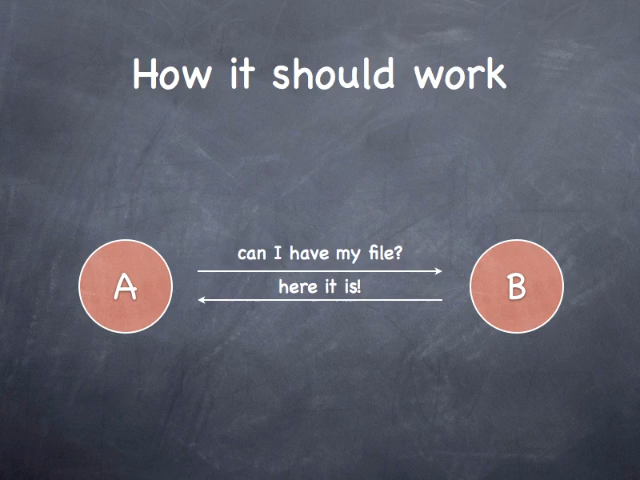 How it should work
can I have my file?
A
here it is!
B